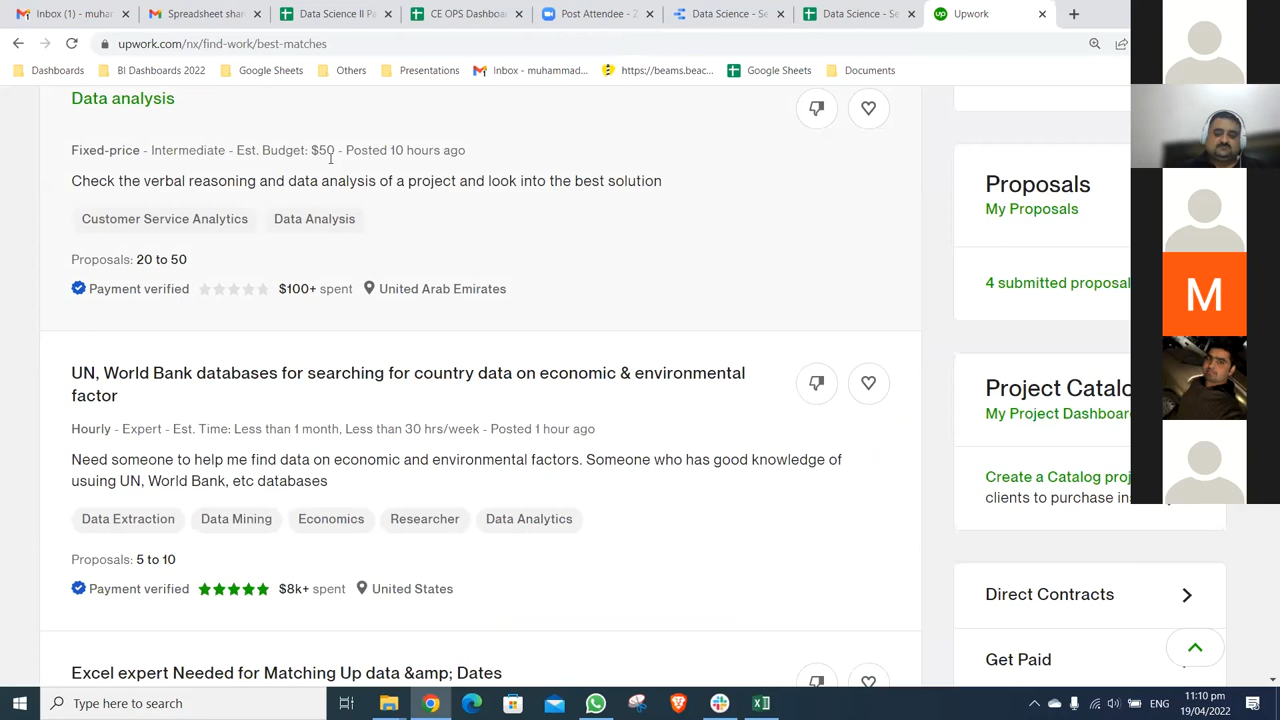 Inbox (1) - muhar
Spreadsheet shar
Data Science II Pa
CE OPS Dashboa
Post Attendee - Z
Data Science - Se
Data Science - Se
Upwork
upwork.com/nx/find-work/best-matches
Dashboards
BI Dashboards 2022
Google Sheets
Others
Presentations
Inbox - muhammad...
https://beams.beac...
Google Sheets
Documents
Data analysis
Fixed-price - Intermediate - Est. Budget: $50 - Posted 10 hours ago
Check the verbal reasoning and data analysis of a project and look into the best solution
Customer Service Analytics
Data Analysis
Proposals: 20 to 50
Payment verified $100+ spent United Arab Emirates
UN, World Bank databases for searching for country data on economic & environmental
factor
Hourly - Expert - Est. Time: Less than 1 month, Less than 30 hrs/week - Posted 1 hour ago
Need someone to help me find data on economic and environmental factors. Someone who has good knowledge of
usuing UN, World Bank, etc databases
Data Extraction
Data Mining
Economics
Researcher
Data Analytics
Proposals: 5 to 10
Payment verified $8k+ spent United States
Excel expert Needed for Matching Up data &amp; Dates
Proposals
My Proposals
4 submitted proposal
Project Catalo
My Project Dashboar
Create a Catalog proj
clients to purchase in
Direct Contracts
Get Paid
M
Type here to search
ENG
11:10 pm
19/04/2022